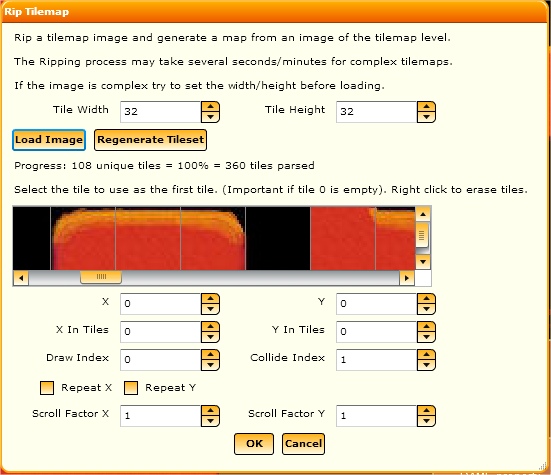 Rip Tilemap
Rip a tilemap image and generate a map from an image of the tilemap level.
The Ripping process may take several seconds/minutes for complex tilemaps.
If the image is complex try to set the width/height before loading.
Tile Width 32 Tile Height 32
Load Image Regenerate Tileset
Progress: 108 unique tiles = 100% = 360 tiles parsed
Select the tile to use as the first tile. (Important if tile 0 is empty). Right click to erase tiles.
X 0 Y 0
X In Tiles 0 Y In Tiles 0
Draw Index 0 Collide Index 1
Repeat X Repeat Y
Scroll Factor X 1 Scroll Factor Y 1
OK Cancel